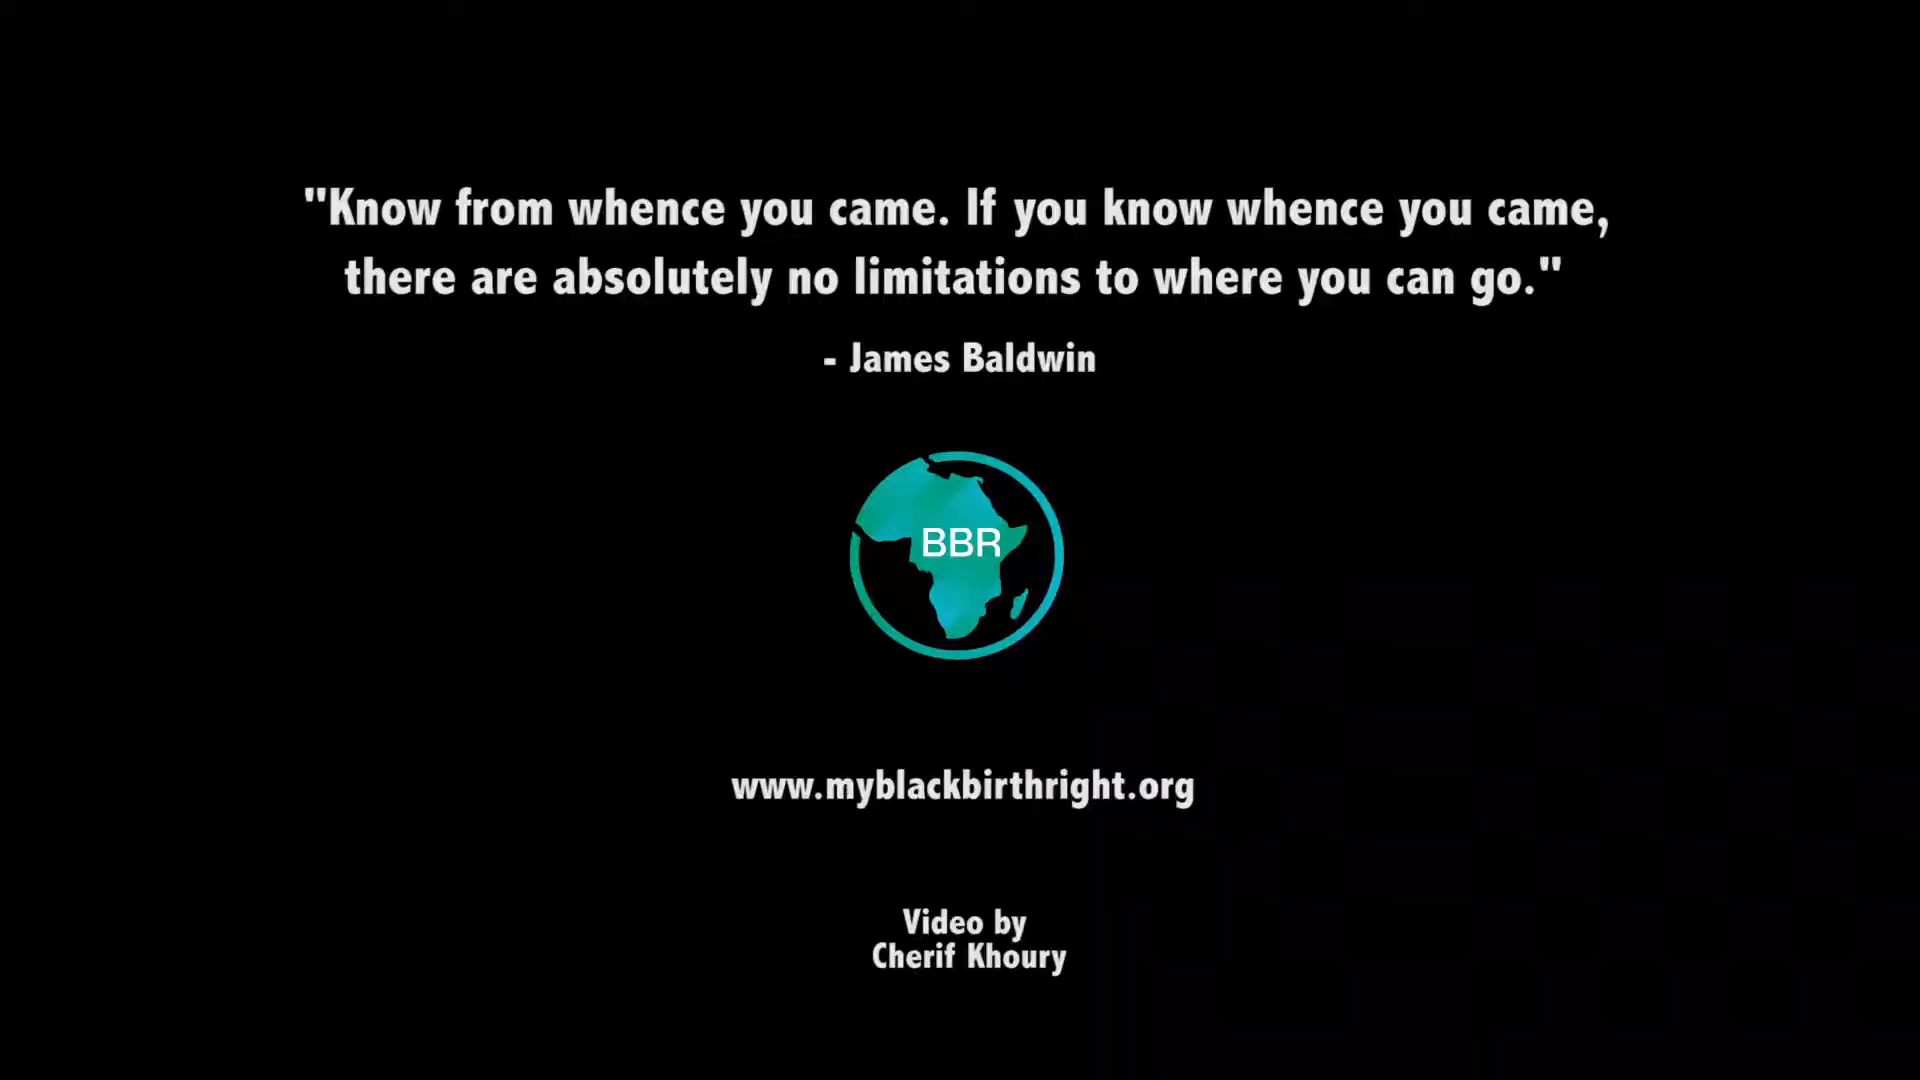 "Know from whence you came. If you know whence you came,
there are absolutely no limitations to where you can go."
- James Baldwin
BBR
www.myblackbirthright.org
Video by
Cherif Khoury